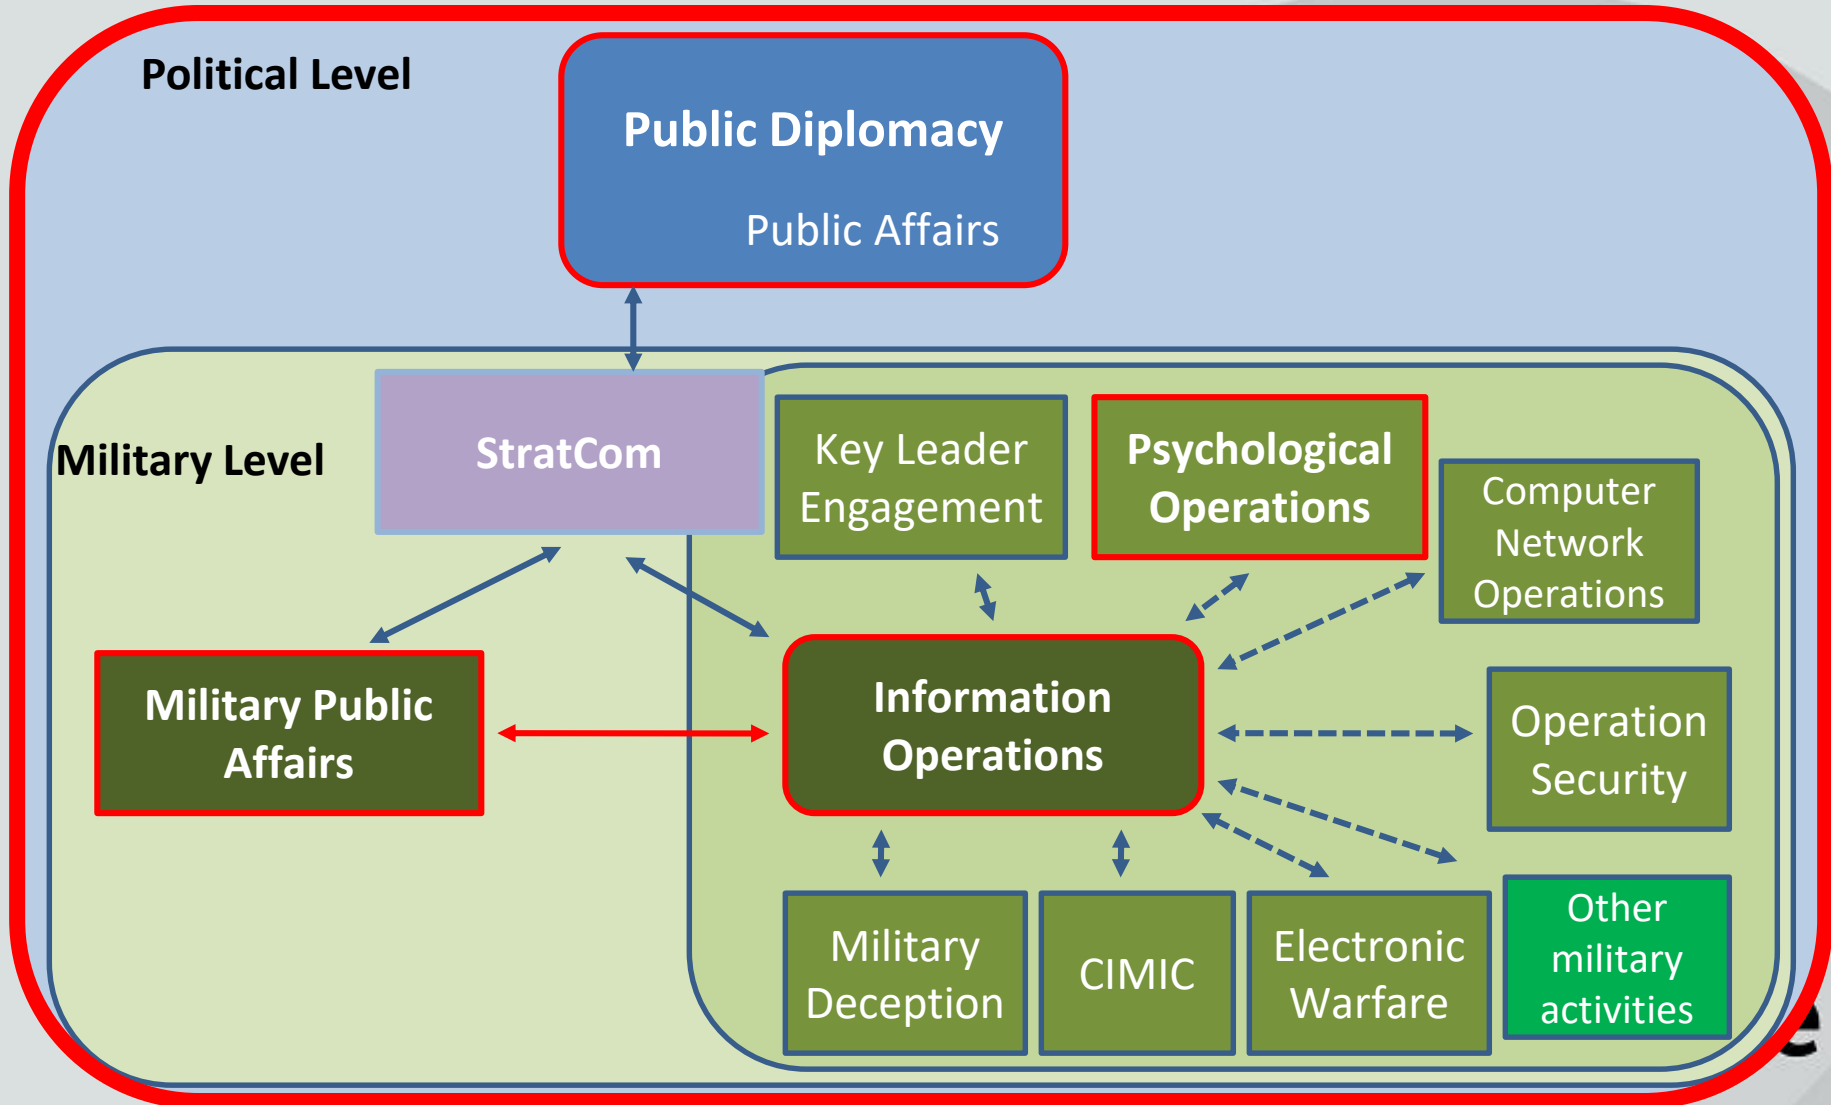 Political Level
Public Diplomacy
Public Affairs
Military Level
StratCom
Key Leader
Engagement
Psychological
Operations
Computer
Network
Operations
Military Public
Affairs
Information
Operations
Operation
Security
Military
Deception
CIMIC
Electronic
Warfare
Other
military
activities